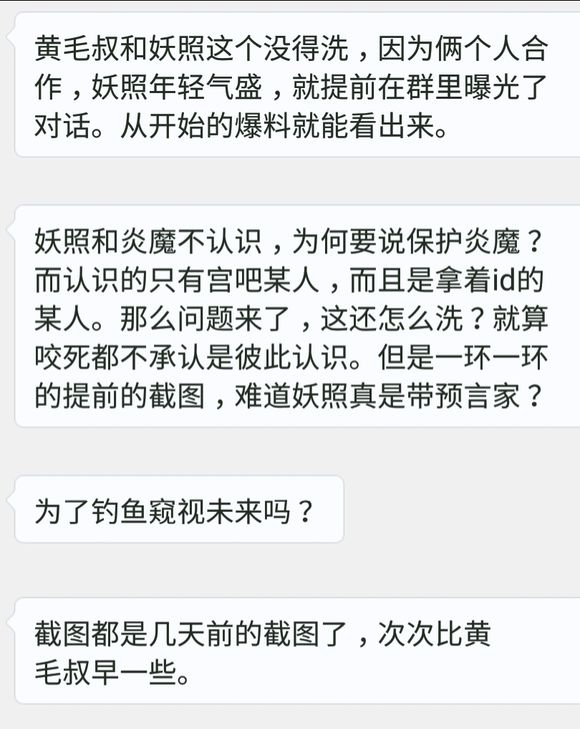 黄毛叔和妖照这个没得洗，因为俩个人合
作，妖照年轻气盛，就提前在群里曝光了
对话。从开始的爆料就能看出来。
妖照和炎魔不认识，为何要说保护炎魔？
而认识的只有宫吧某人，而且是拿着id的
某人。那么问题来了，这还怎么洗？就算
咬死都不承认是彼此认识。但是一环一环
的提前的截图，难道妖照真是带预言家？
为了钓鱼窥视未来吗？
截图都是几天前的截图了，次次比黄
毛叔早一些。